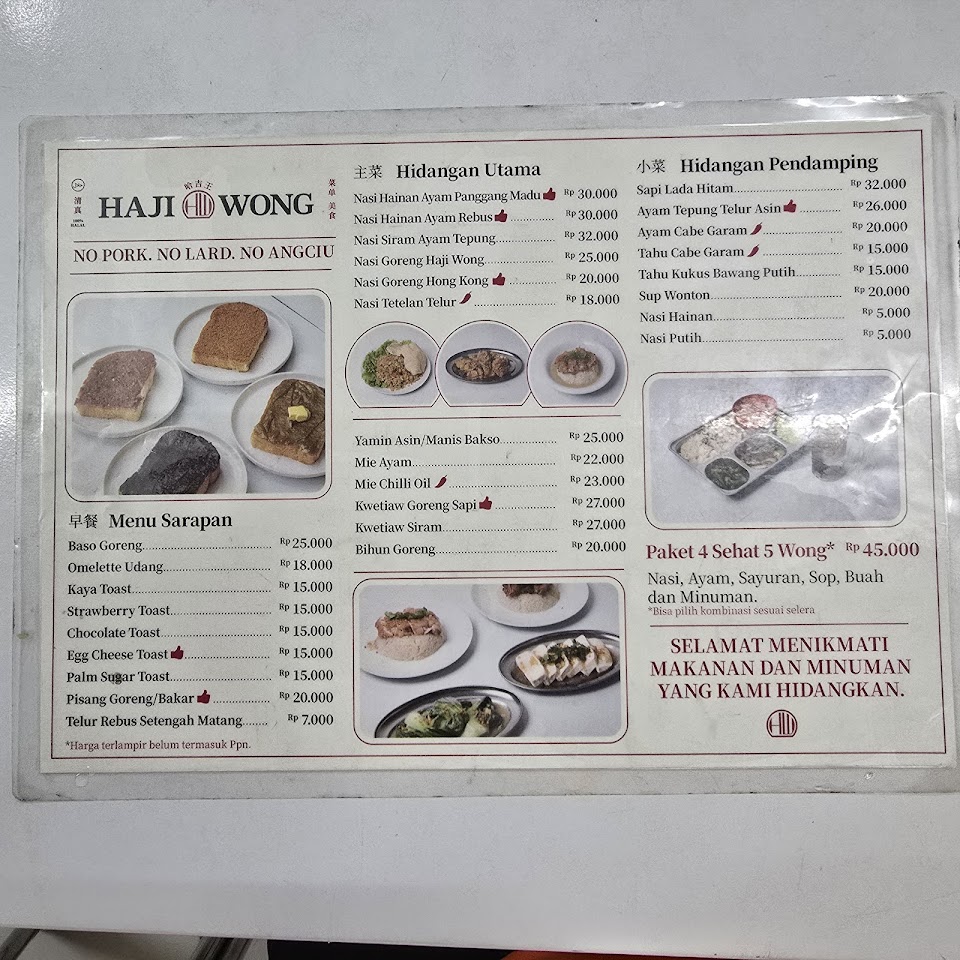 清真
100%
HALAL
哈吉王
HAJI WONG
菜单 美食
NO PORK. NO LARD. NO ANGCIU
早餐 Menu Sarapan
Baso Goreng Rp 25.000
Omelette Udang Rp 18.000
Kaya Toast Rp 15.000
Strawberry Toast Rp 15.000
Chocolate Toast Rp 15.000
Egg Cheese Toast Rp 15.000
Palm Sugar Toast Rp 15.000
Pisang Goreng/Bakar Rp 20.000
Telur Rebus Setengah Matang Rp 7.000
*Harga terlampir belum termasuk Ppn.
主菜 Hidangan Utama
Nasi Hainan Ayam Panggang Madu Rp 30.000
Nasi Hainan Ayam Rebus Rp 30.000
Nasi Siram Ayam Tepung Rp 32.000
Nasi Goreng Haji Wong Rp 25.000
Nasi Goreng Hong Kong Rp 20.000
Nasi Tetelan Telur Rp 18.000
Yamin Asin/Manis Bakso Rp 25.000
Mie Ayam Rp 22.000
Mie Chilli Oil Rp 23.000
Kwetiaw Goreng Sapi Rp 27.000
Kwetiaw Siram Rp 27.000
Bihun Goreng Rp 20.000
小菜 Hidangan Pendamping
Sapi Lada Hitam Rp 32.000
Ayam Tepung Telur Asin Rp 26.000
Ayam Cabe Garam Rp 20.000
Tahu Cabe Garam Rp 15.000
Tahu Kukus Bawang Putih Rp 15.000
Sup Wonton Rp 20.000
Nasi Hainan Rp 5.000
Nasi Putih Rp 5.000
Paket 4 Sehat 5 Wong* Rp 45.000
Nasi, Ayam, Sayuran, Sop, Buah
dan Minuman.
*Bisa pilih kombinasi sesuai selera
SELAMAT MENIKMATI
MAKANAN DAN MINUMAN
YANG KAMI HIDANGKAN.